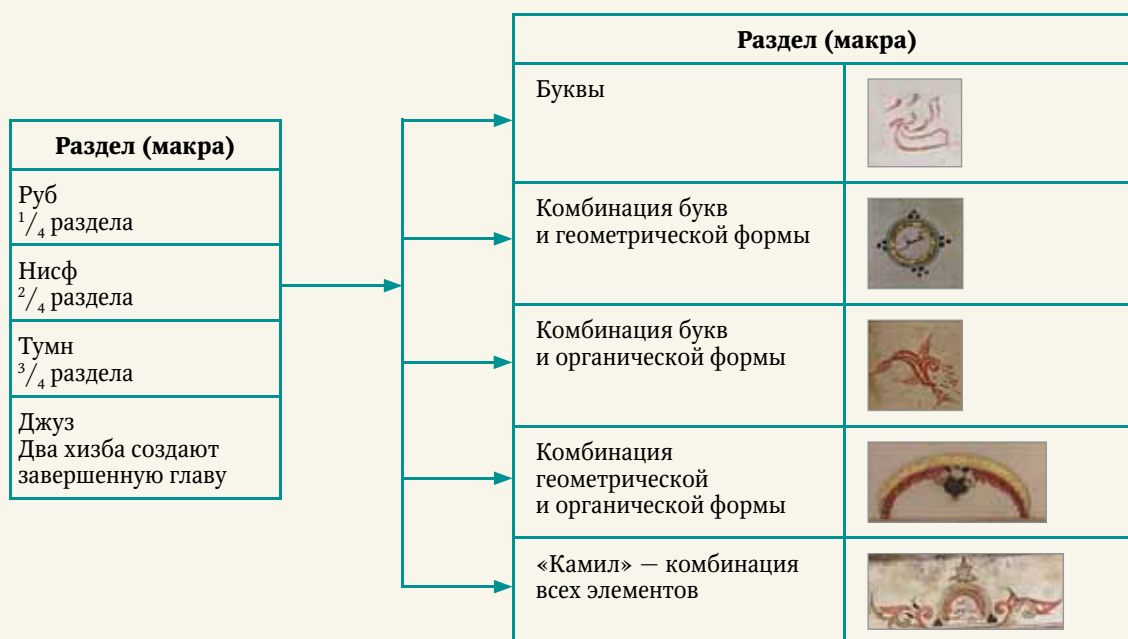 Раздел (макра)
Руб
¹/₄ раздела
Нисф
²/₄ раздела
Тумн
³/₄ раздела
Джуз
Два хизба создают
завершенную главу
Раздел (макра)
Буквы
Комбинация букв
и геометрической формы
Комбинация букв
и органической формы
Комбинация
геометрической
и органической формы
«Камил» — комбинация
всех элементов